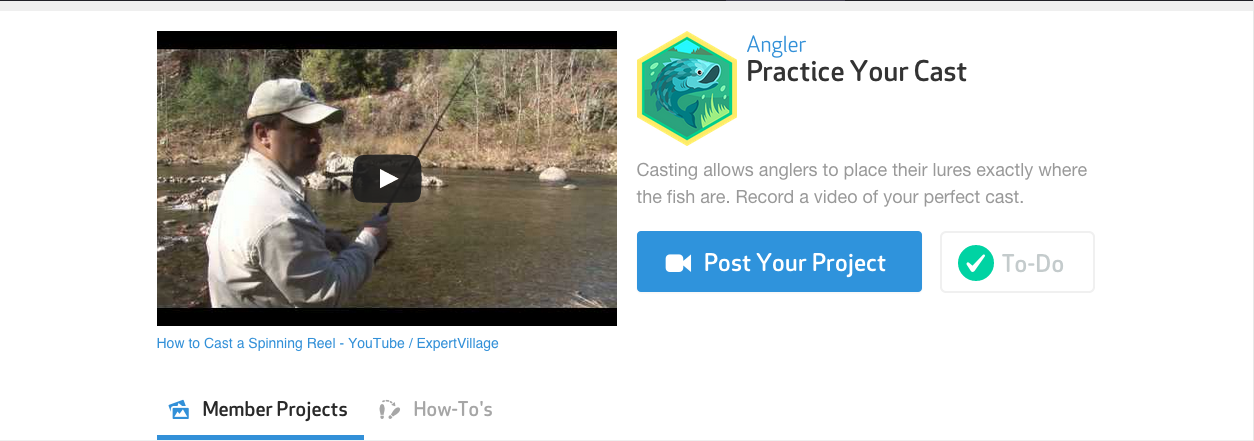 Angler
Practice Your Cast
Casting allows anglers to place their lures exactly where
the fish are. Record a video of your perfect cast.
Post Your Project
To-Do
How to Cast a Spinning Reel - YouTube / ExpertVillage
Member Projects
How-To's